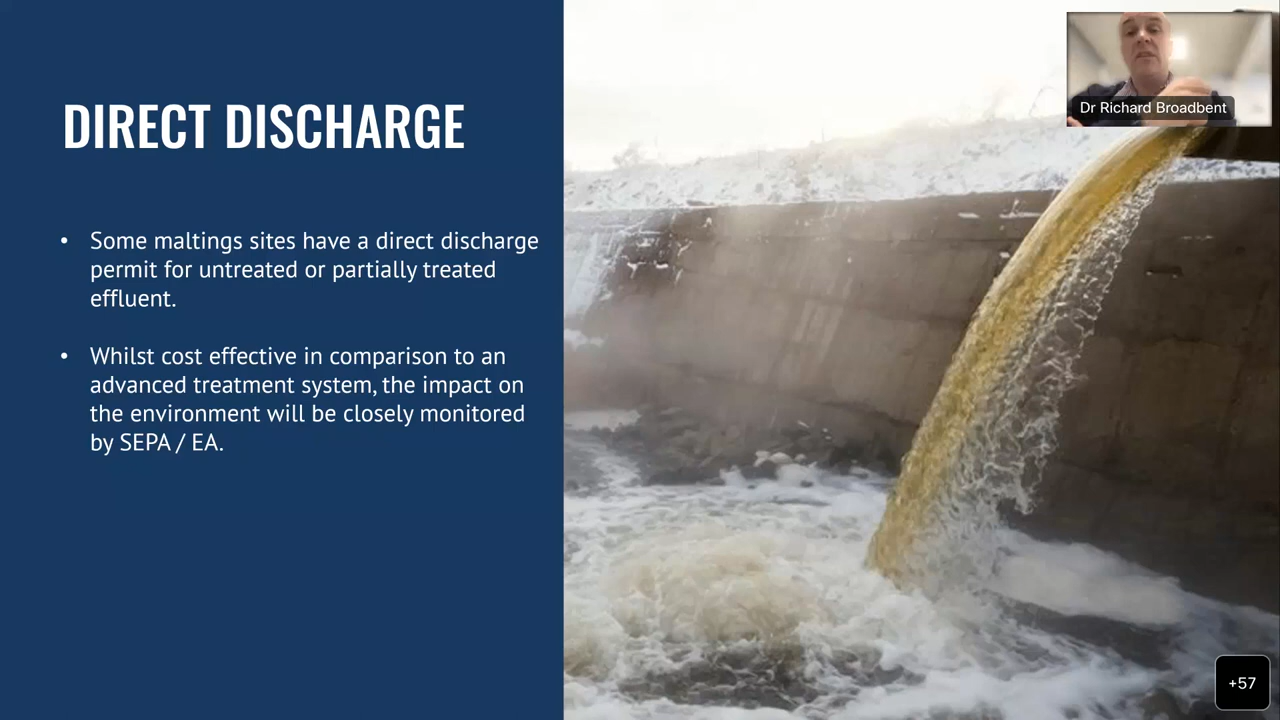 DIRECT DISCHARGE
• Some maltings sites have a direct discharge
permit for untreated or partially treated
effluent.
• Whilst cost effective in comparison to an
advanced treatment system, the impact on
the environment will be closely monitored
by SEPA / EA.
Dr Richard Broadbent
+57